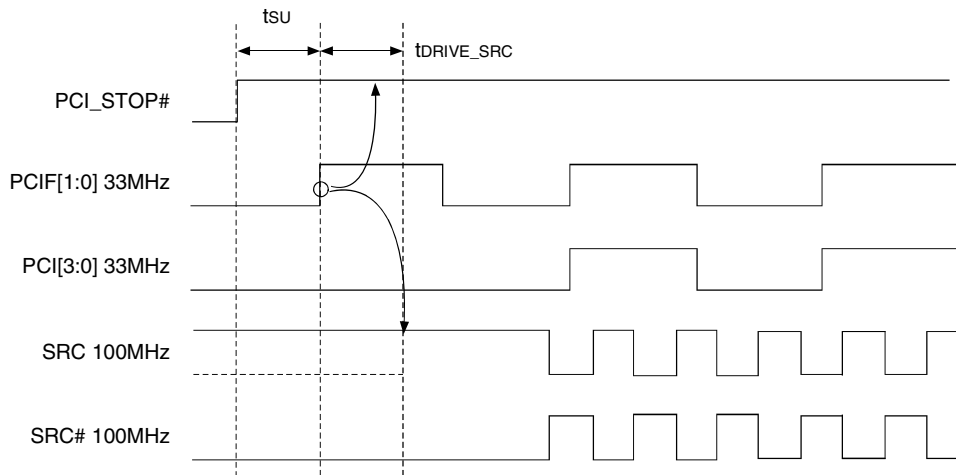 tSU
tDRIVE_SRC
PCI_STOP#
PCIF[1:0] 33MHz
PCI[3:0] 33MHz
SRC 100MHz
SRC# 100MHz